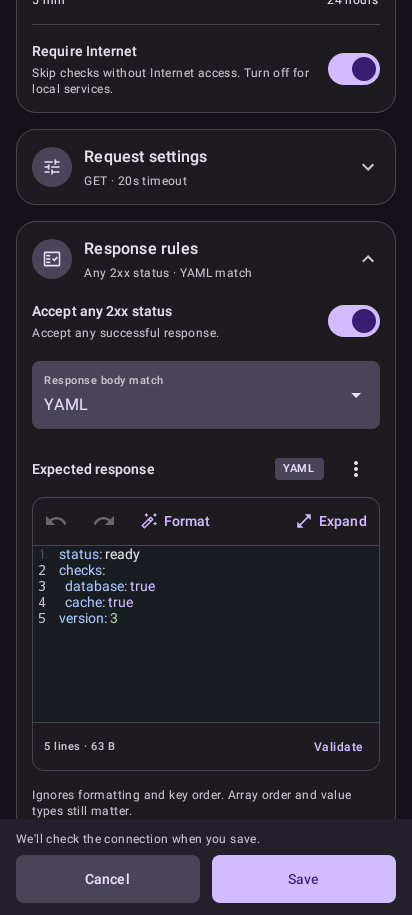 5 min 24 hours
Require Internet
Skip checks without Internet access. Turn off for
local services.
Request settings
GET · 20s timeout
Response rules
Any 2xx status · YAML match
Accept any 2xx status
Accept any successful response.
Response body match
YAML
Expected response YAML
Format Expand
1 status: ready
2 checks:
3   database: true
4   cache: true
5 version: 3
5 lines · 63 B Validate
Ignores formatting and key order. Array order and value
types still matter.
We'll check the connection when you save.
Cancel Save